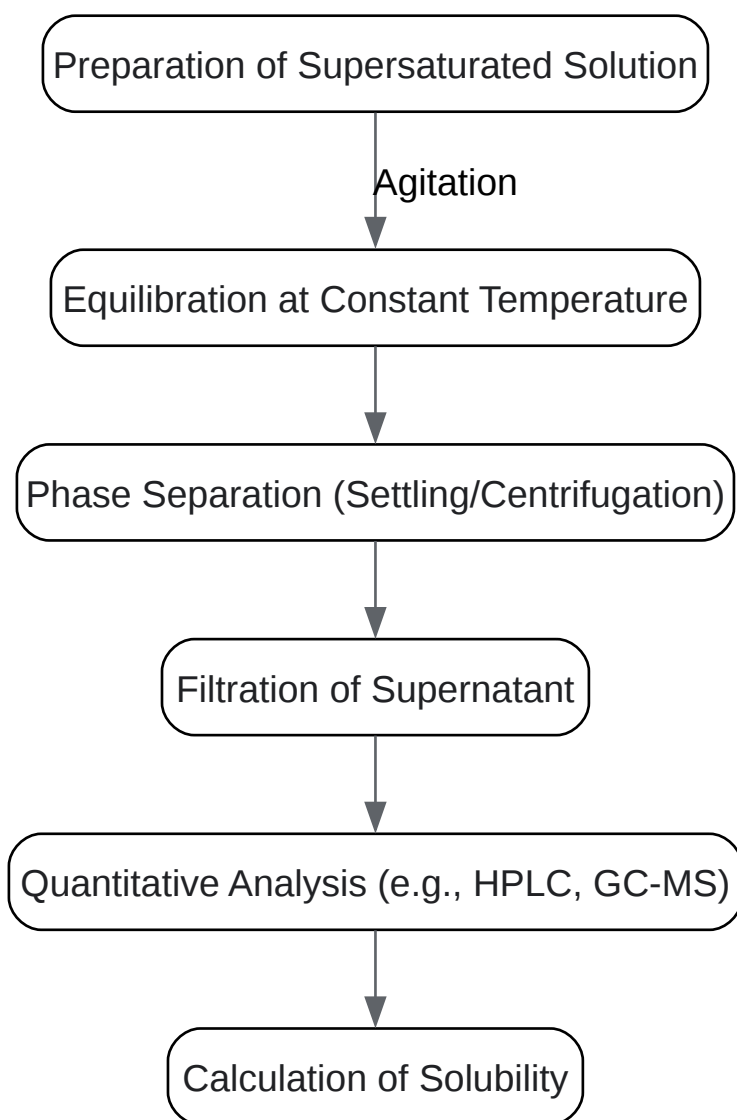 Preparation of Supersaturated Solution
Agitation
Equilibration at Constant Temperature
Phase Separation (Settling/Centrifugation)
Filtration of Supernatant
Quantitative Analysis (e.g., HPLC, GC-MS)
Calculation of Solubility